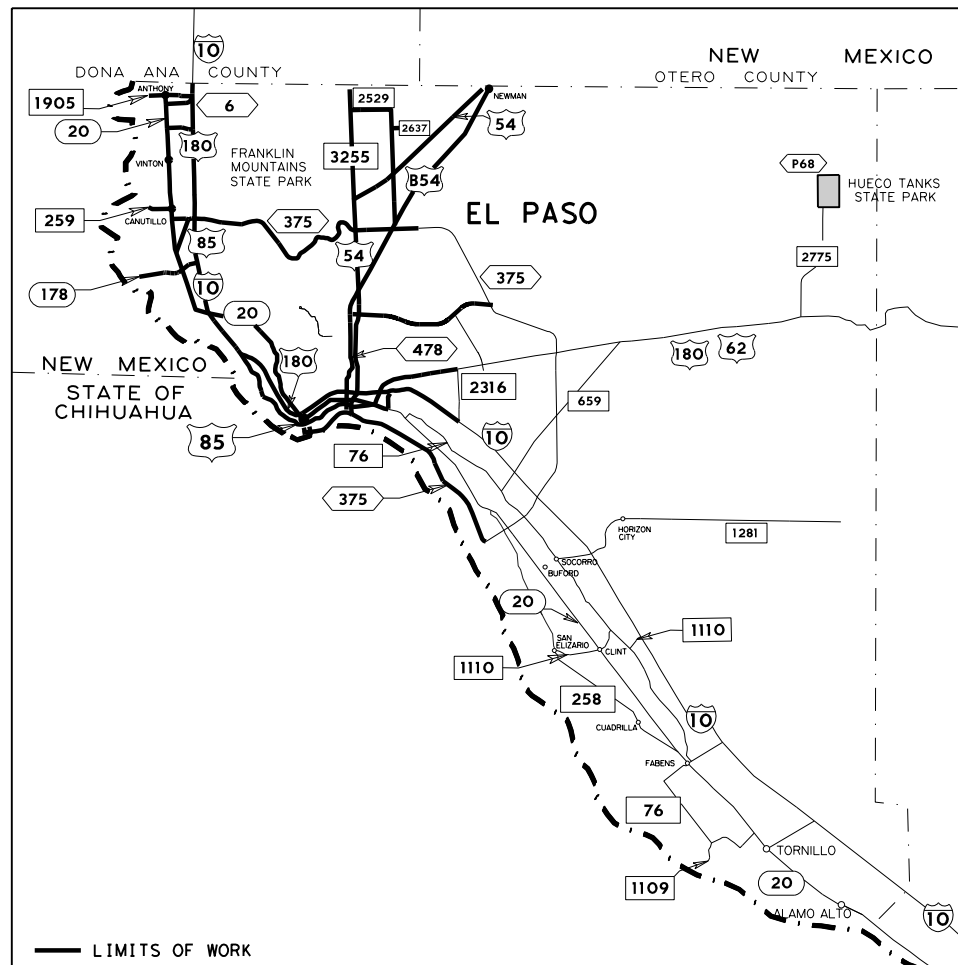 10
NEW MEXICO
DONA ANA COUNTY
OTERO COUNTY
ANTHONY
1905
6
2529
NEWMAN
20
2637
54
180
3255
VINTON
FRANKLIN
MOUNTAINS
STATE PARK
B54
P68
HUECO TANKS
STATE PARK
259
CANUTILLO
375
EL PASO
85
54
2775
375
178
10
20
478
180
62
NEW MEXICO
180
STATE OF
CHIHUAHUA
2316
659
85
10
76
375
HORIZON
CITY
1281
SOCORRO
BUFORD
20
1110
SAN
ELIZARIO
CLINT
1110
258
10
CUADRILLA
FABENS
76
TORNILLO
1109
20
ALAMO ALTO
10
LIMITS OF WORK